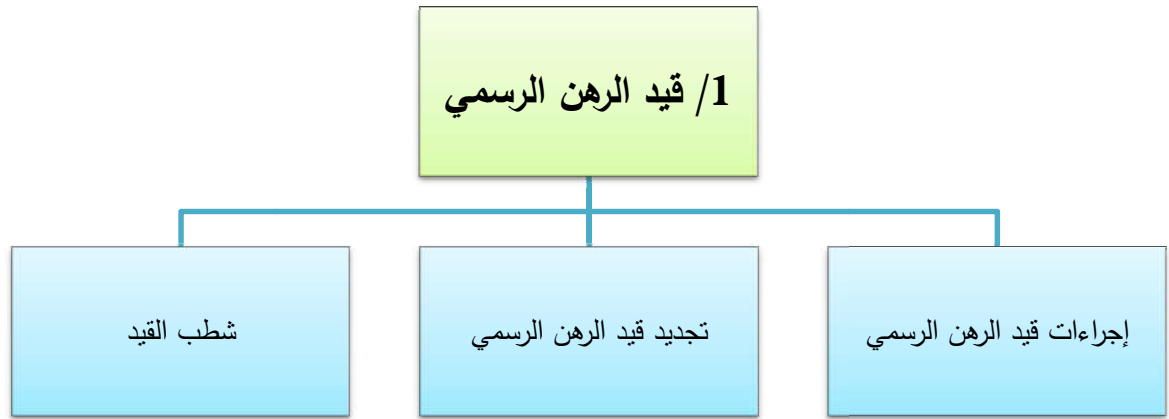 1/ قيد الرهن الرسمي
إجراءات قيد الرهن الرسمي
تجديد قيد الرهن الرسمي
شطب القيد